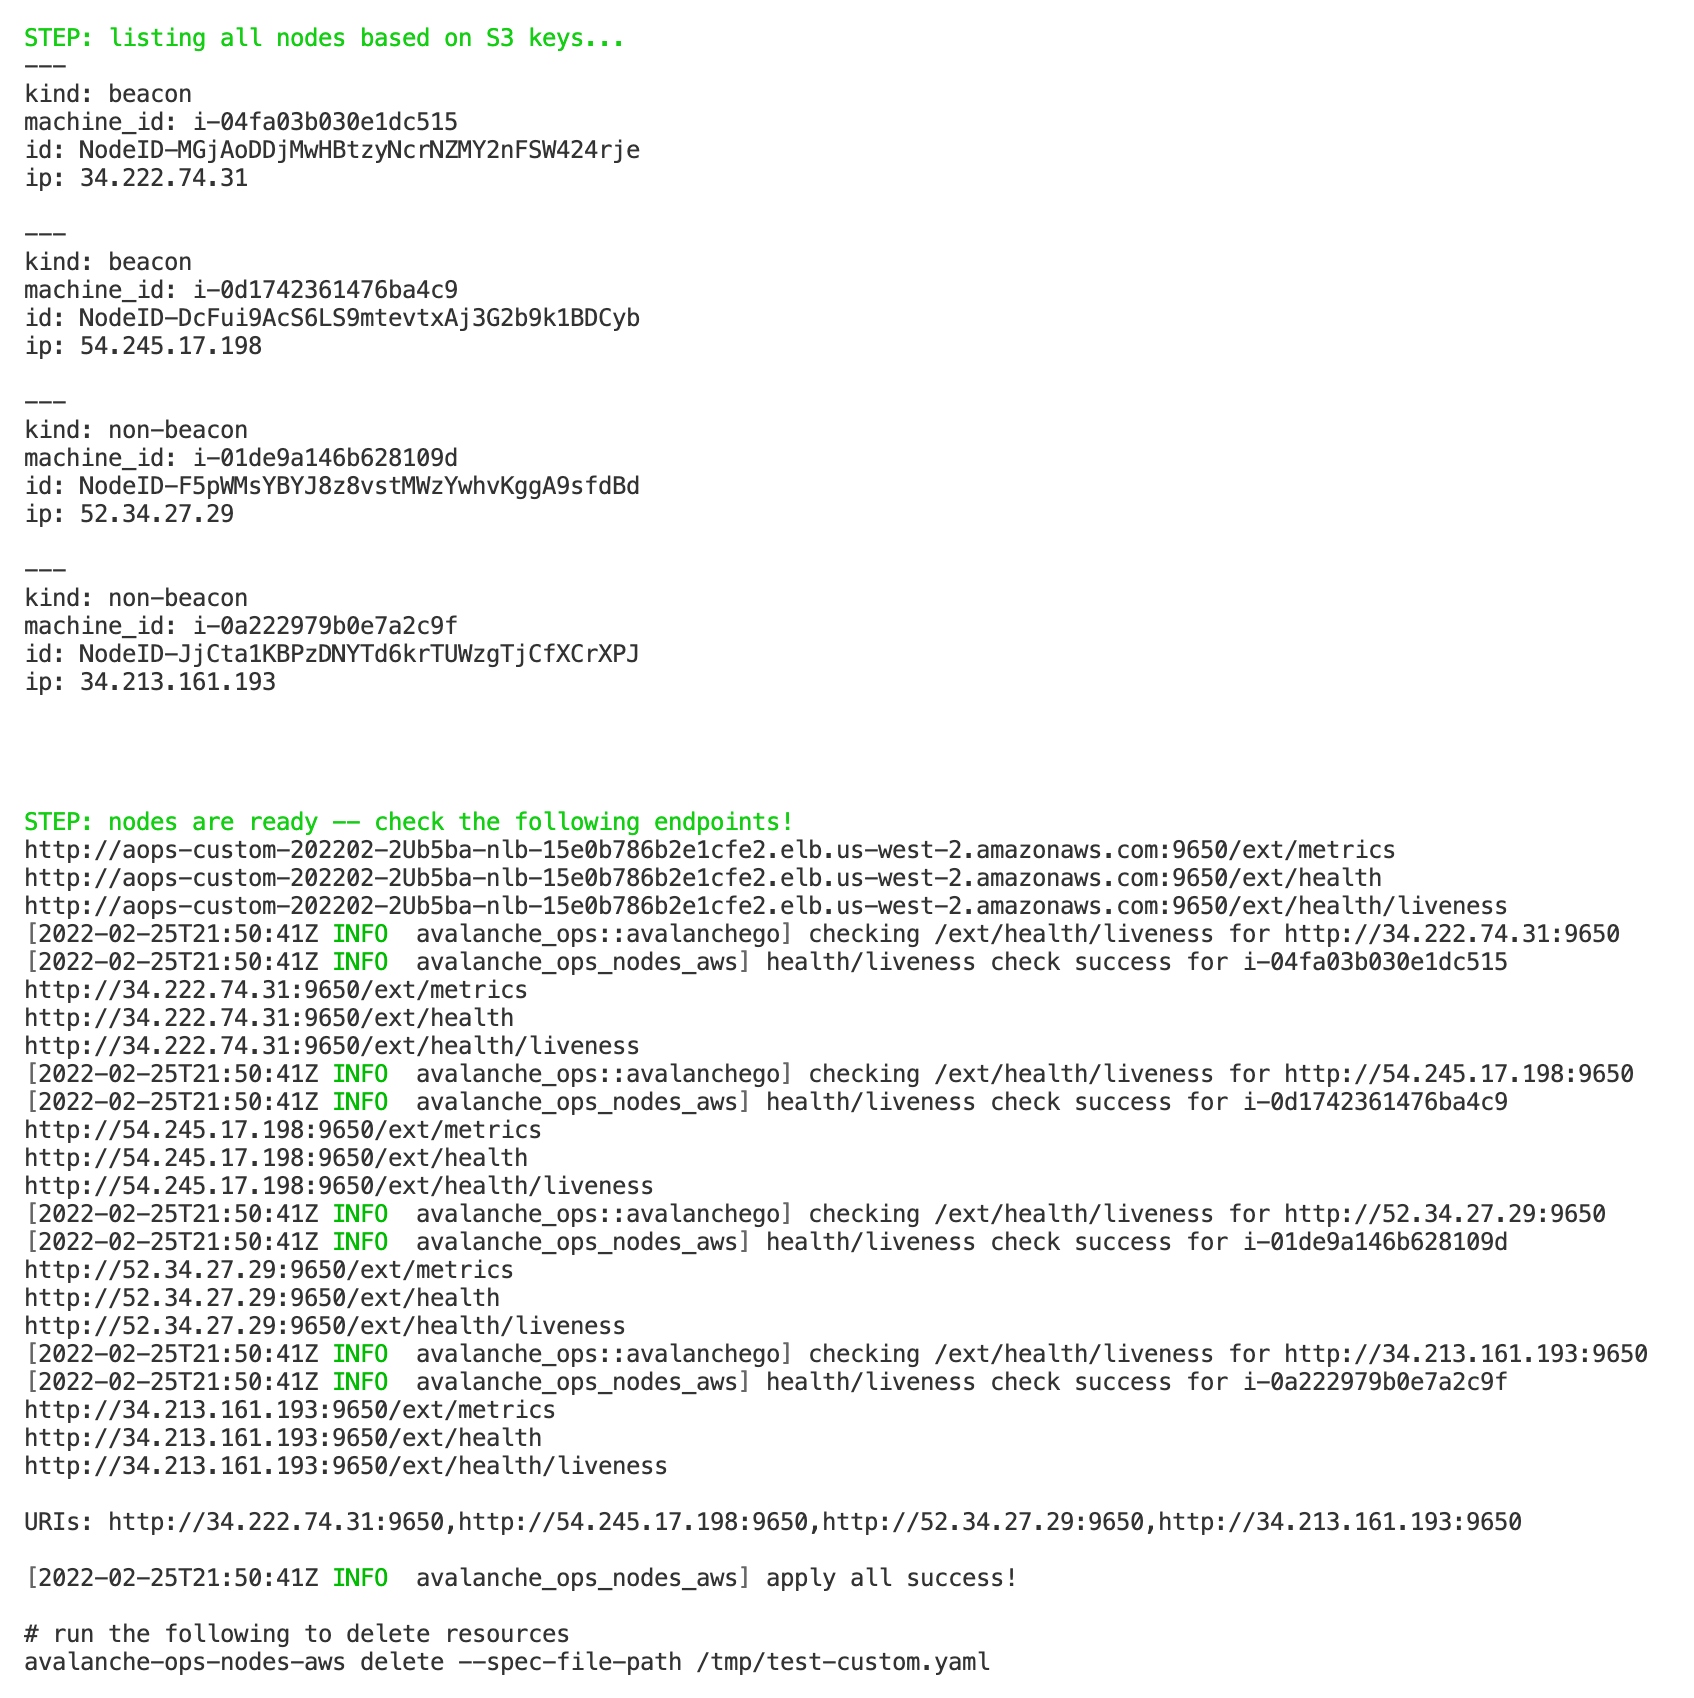 STEP: listing all nodes based on S3 keys...
---
kind: beacon
machine_id: i-04fa03b030e1dc515
id: NodeID-MGjAoDDjMwHBtzyNcrNZMY2nFSW424rje
ip: 34.222.74.31
---
kind: beacon
machine_id: i-0d1742361476ba4c9
id: NodeID-DcFui9AcS6LS9mtevtxAj3G2b9k1BDCyb
ip: 54.245.17.198
---
kind: non-beacon
machine_id: i-01de9a146b628109d
id: NodeID-F5pWMsYBYJ8z8vstMWzYwhvKggA9sfdBd
ip: 52.34.27.29
---
kind: non-beacon
machine_id: i-0a222979b0e7a2c9f
id: NodeID-JjCta1KBPzDNYTd6krTUWzgTjCfXCrXPJ
ip: 34.213.161.193
STEP: nodes are ready -- check the following endpoints!
http://aops-custom-202202-2Ub5ba-nlb-15e0b786b2e1cfe2.elb.us-west-2.amazonaws.com:9650/ext/metrics
http://aops-custom-202202-2Ub5ba-nlb-15e0b786b2e1cfe2.elb.us-west-2.amazonaws.com:9650/ext/health
http://aops-custom-202202-2Ub5ba-nlb-15e0b786b2e1cfe2.elb.us-west-2.amazonaws.com:9650/ext/health/liveness
[2022-02-25T21:50:41Z INFO  avalanche_ops::avalanchego] checking /ext/health/liveness for http://34.222.74.31:9650
[2022-02-25T21:50:41Z INFO  avalanche_ops_nodes_aws] health/liveness check success for i-04fa03b030e1dc515
http://34.222.74.31:9650/ext/metrics
http://34.222.74.31:9650/ext/health
http://34.222.74.31:9650/ext/health/liveness
[2022-02-25T21:50:41Z INFO  avalanche_ops::avalanchego] checking /ext/health/liveness for http://54.245.17.198:9650
[2022-02-25T21:50:41Z INFO  avalanche_ops_nodes_aws] health/liveness check success for i-0d1742361476ba4c9
http://54.245.17.198:9650/ext/metrics
http://54.245.17.198:9650/ext/health
http://54.245.17.198:9650/ext/health/liveness
[2022-02-25T21:50:41Z INFO  avalanche_ops::avalanchego] checking /ext/health/liveness for http://52.34.27.29:9650
[2022-02-25T21:50:41Z INFO  avalanche_ops_nodes_aws] health/liveness check success for i-01de9a146b628109d
http://52.34.27.29:9650/ext/metrics
http://52.34.27.29:9650/ext/health
http://52.34.27.29:9650/ext/health/liveness
[2022-02-25T21:50:41Z INFO  avalanche_ops::avalanchego] checking /ext/health/liveness for http://34.213.161.193:9650
[2022-02-25T21:50:41Z INFO  avalanche_ops_nodes_aws] health/liveness check success for i-0a222979b0e7a2c9f
http://34.213.161.193:9650/ext/metrics
http://34.213.161.193:9650/ext/health
http://34.213.161.193:9650/ext/health/liveness
URIs: http://34.222.74.31:9650,http://54.245.17.198:9650,http://52.34.27.29:9650,http://34.213.161.193:9650
[2022-02-25T21:50:41Z INFO  avalanche_ops_nodes_aws] apply all success!
# run the following to delete resources
avalanche-ops-nodes-aws delete --spec-file-path /tmp/test-custom.yaml